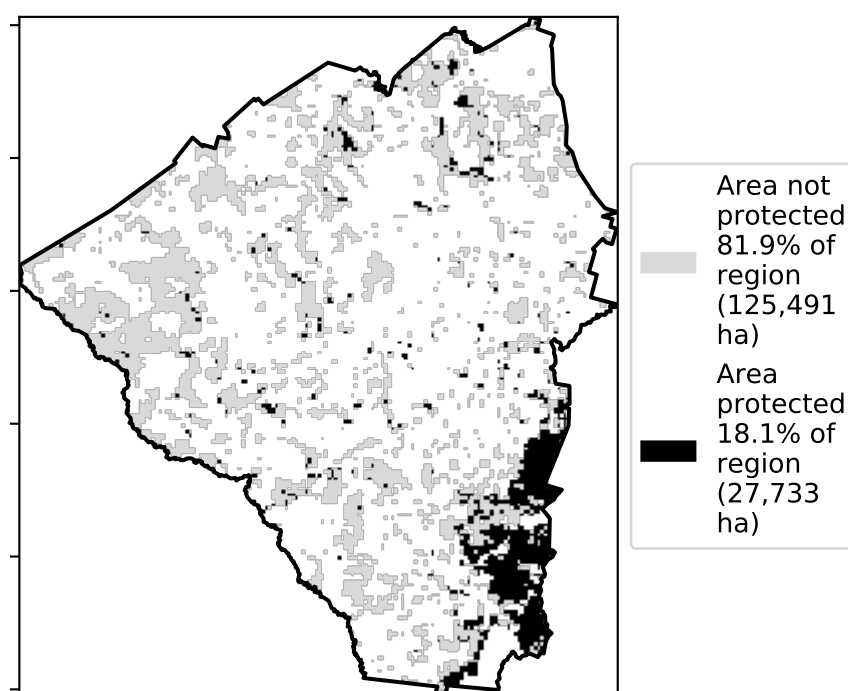 Area not
protected
81.9% of
region
(125,491
ha)
Area
protected
18.1% of
region
(27,733
ha)